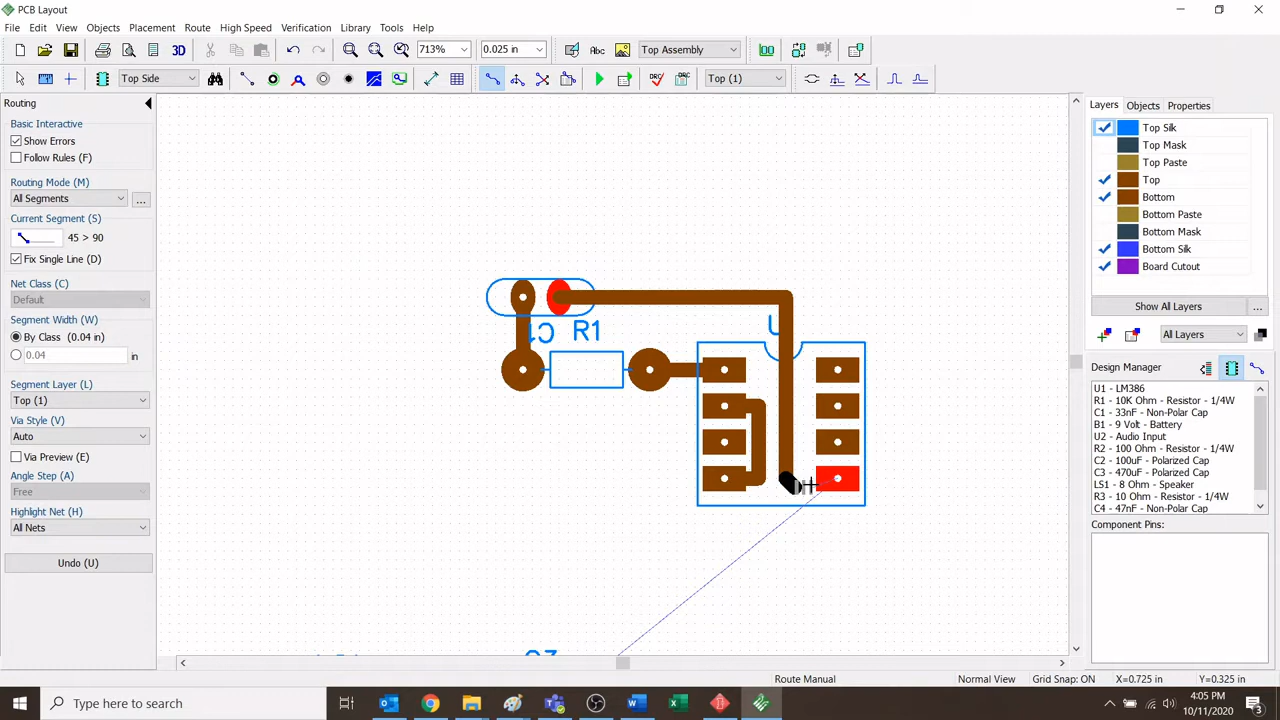 PCB Layout
File Edit View Objects Placement Route High Speed Verification Library Tools Help
3D 713% 0.025 in Abc Top Assembly
Top Side DRC Top (1)
Routing
Basic Interactive
Show Errors
Follow Rules (F)
Routing Mode (M)
All Segments ...
Current Segment (S)
45 > 90
Fix Single Line (D)
Net Class (C)
Default
Segment Width (W)
By Class (0.04 in)
0.04 in
Segment Layer (L)
Top (1)
Via Style (V)
Auto
Via Preview (E)
Angle Step (A)
Free
Highlight Net (H)
All Nets
Undo (U)
C1 R1
Layers Objects Properties
Top Silk
Top Mask
Top Paste
Top
Bottom
Bottom Paste
Bottom Mask
Bottom Silk
Board Cutout
Show All Layers ...
All Layers
Design Manager
U1 - LM386
R1 - 10K Ohm - Resistor - 1/4W
C1 - 33nF - Non-Polar Cap
B1 - 9 Volt - Battery
U2 - Audio Input
R2 - 100 Ohm - Resistor - 1/4W
C2 - 100uF - Polarized Cap
C3 - 470uF - Polarized Cap
LS1 - 8 Ohm - Speaker
R3 - 10 Ohm - Resistor - 1/4W
C4 - 47nF - Non-Polar Cap
Component Pins:
Route Manual Normal View Grid Snap: ON X=0.725 in Y=0.325 in
Type here to search
4:05 PM
10/11/2020
3